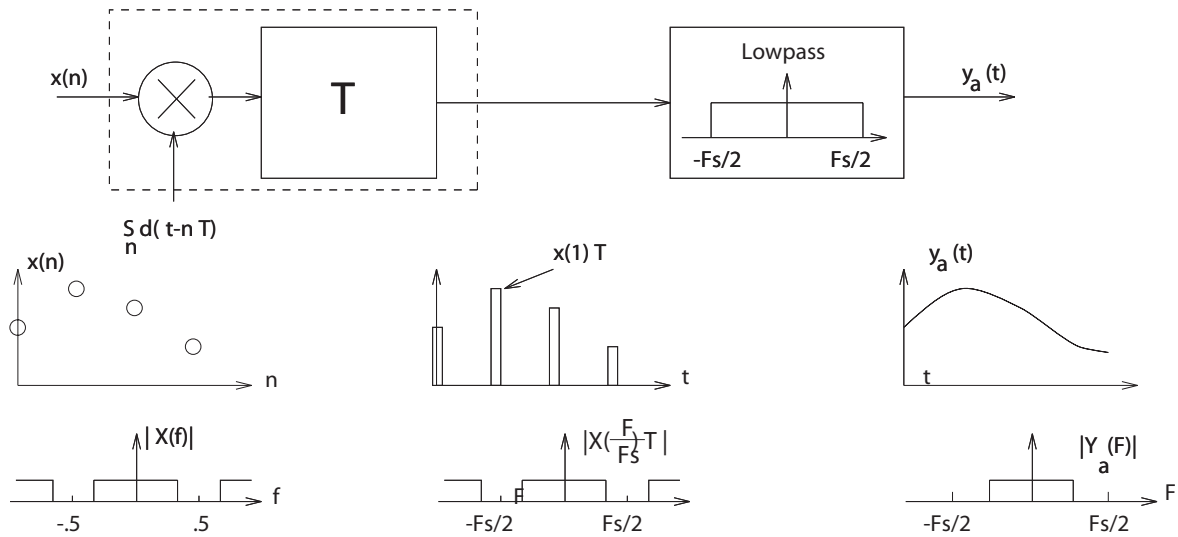 Lowpass
x(n)
T
y_a (t)
-Fs/2 Fs/2
S d( t-n T)
n
x(n)
x(1) T
y_a (t)
n
t
t
| X(f)|
|X(F/Fs)T |
|Y_a (F)|
f
F
F
-.5 .5
-Fs/2 Fs/2
-Fs/2 Fs/2